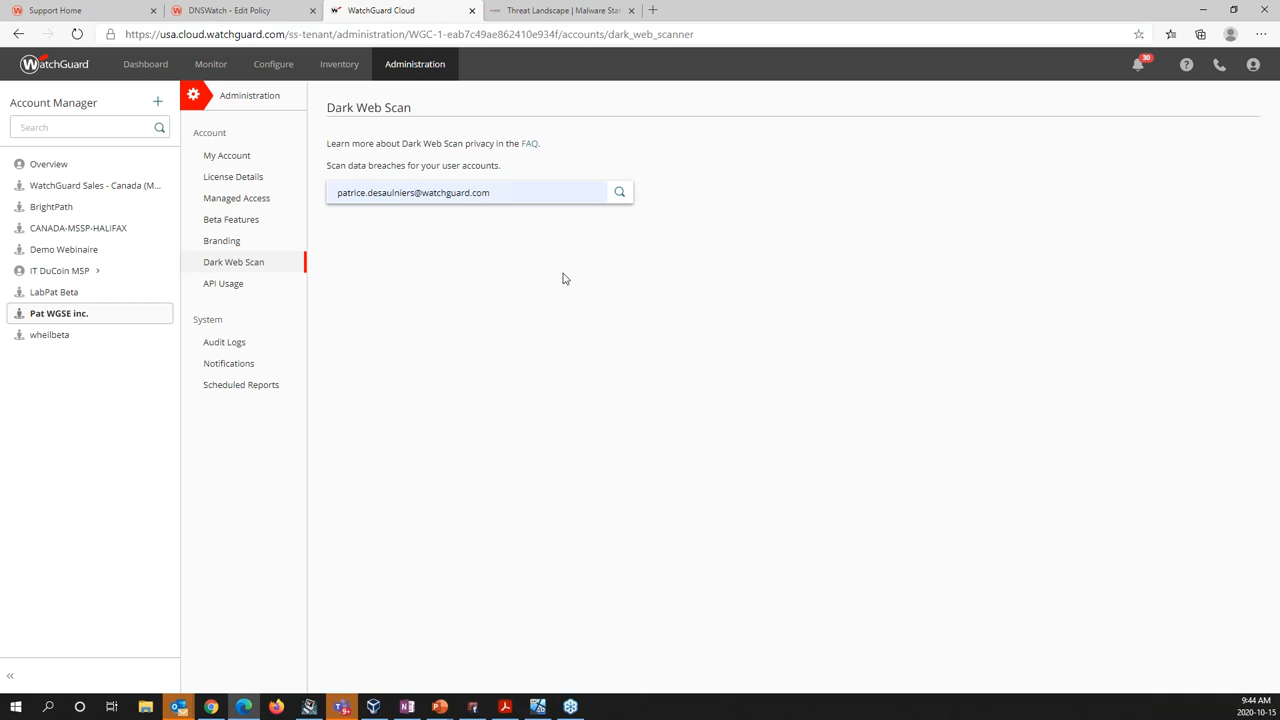 Support Home
DNSWatch - Edit Policy
WatchGuard Cloud
Threat Landscape | Malware Stat
https://usa.cloud.watchguard.com/ss-tenant/administration/WGC-1-eab7c49ae862410e934f/accounts/dark_web_scanner
WatchGuard
Dashboard
Monitor
Configure
Inventory
Administration
30
Account Manager
Search
Overview
WatchGuard Sales - Canada (M...
BrightPath
CANADA-MSSP-HALIFAX
Demo Webinaire
IT DuCoin MSP
LabPat Beta
Pat WGSE inc.
wheilbeta
Administration
Account
My Account
License Details
Managed Access
Beta Features
Branding
Dark Web Scan
API Usage
System
Audit Logs
Notifications
Scheduled Reports
Dark Web Scan
Learn more about Dark Web Scan privacy in the FAQ.
Scan data breaches for your user accounts.
patrice.desaulniers@watchguard.com
9:44 AM
2020-10-15